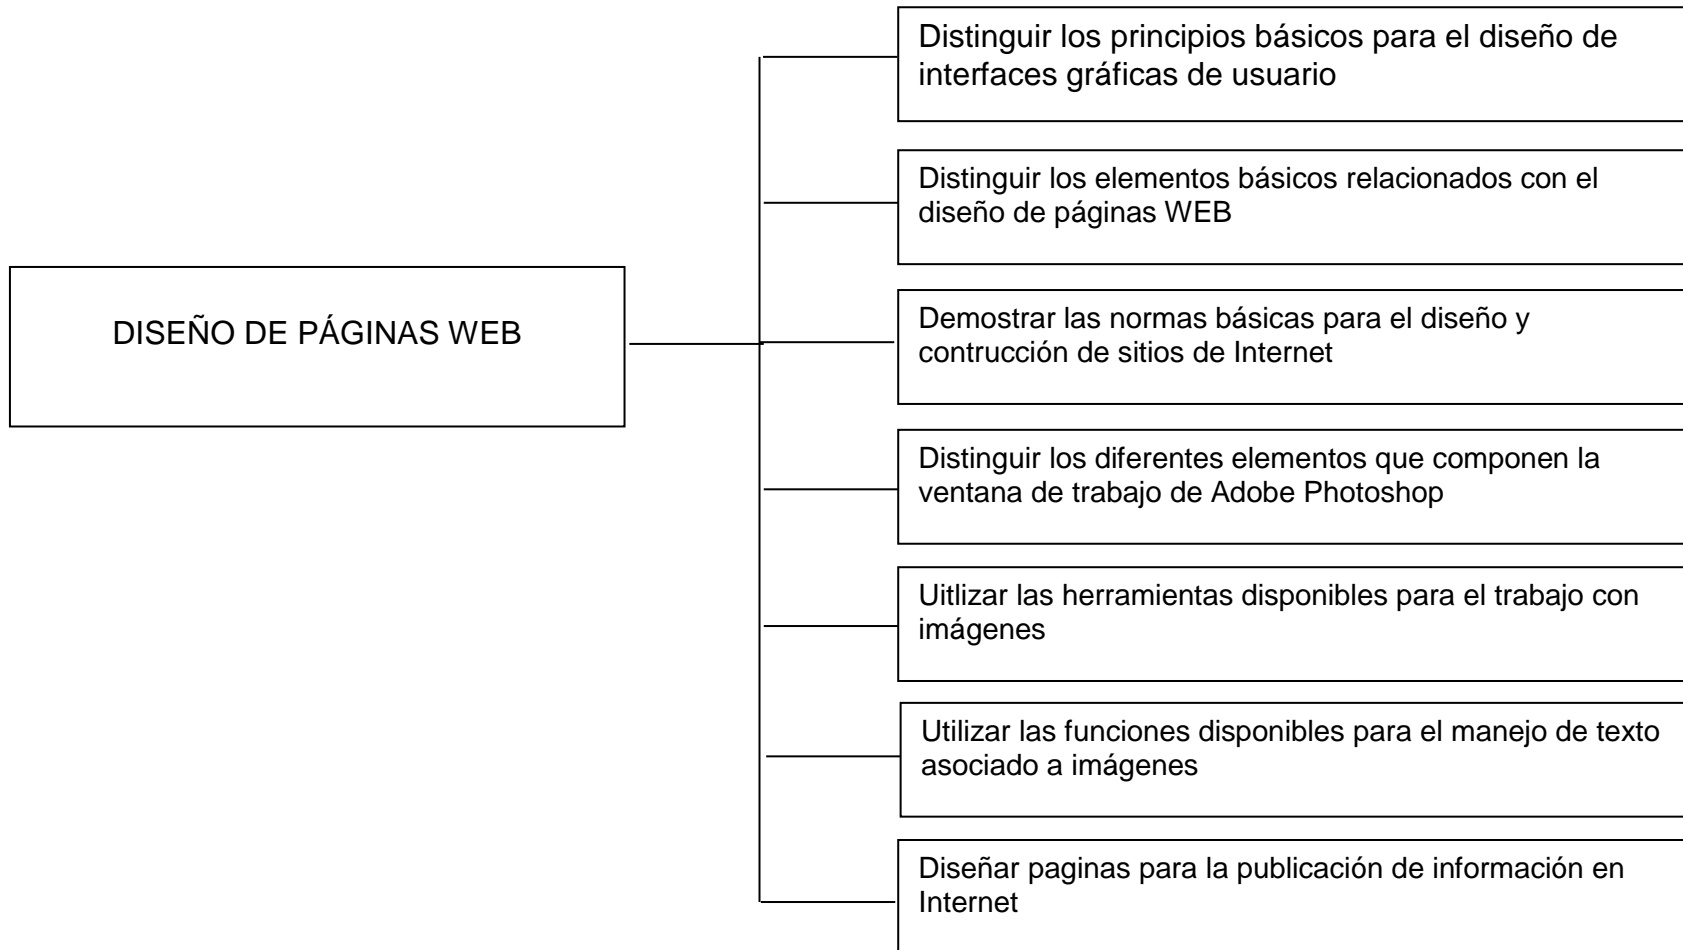 Distinguir los principios básicos para el diseño de
interfaces gráficas de usuario
Distinguir los elementos básicos relacionados con el
diseño de páginas WEB
DISEÑO DE PÁGINAS WEB
Demostrar las normas básicas para el diseño y
contrucción de sitios de Internet
Distinguir los diferentes elementos que componen la
ventana de trabajo de Adobe Photoshop
Uitlizar las herramientas disponibles para el trabajo con
imágenes
Utilizar las funciones disponibles para el manejo de texto
asociado a imágenes
Diseñar paginas para la publicación de información en
Internet